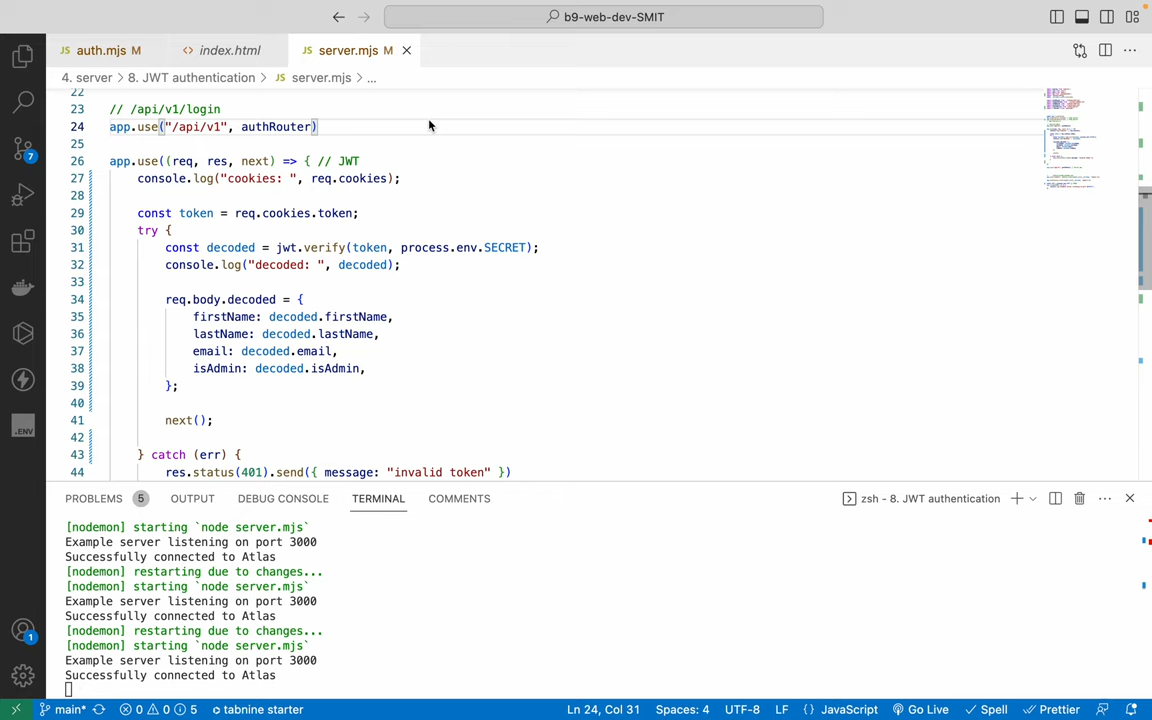 b9-web-dev-SMIT
JS auth.mjs M
<> index.html
JS server.mjs M
4. server > 8. JWT authentication > JS server.mjs > ...
22
23 // /api/v1/login
24 app.use("/api/v1", authRouter)
25
26 app.use((req, res, next) => { // JWT
27 console.log("cookies: ", req.cookies);
28
29 const token = req.cookies.token;
30 try {
31 const decoded = jwt.verify(token, process.env.SECRET);
32 console.log("decoded: ", decoded);
33
34 req.body.decoded = {
35 firstName: decoded.firstName,
36 lastName: decoded.lastName,
37 email: decoded.email,
38 isAdmin: decoded.isAdmin,
39 };
40
41 next();
42
43 } catch (err) {
44 res.status(401).send({ message: "invalid token" })
7
.ENV
1
PROBLEMS 5 OUTPUT DEBUG CONSOLE TERMINAL COMMENTS
zsh - 8. JWT authentication
[nodemon] starting `node server.mjs`
Example server listening on port 3000
Successfully connected to Atlas
[nodemon] restarting due to changes...
[nodemon] starting `node server.mjs`
Example server listening on port 3000
Successfully connected to Atlas
[nodemon] restarting due to changes...
[nodemon] starting `node server.mjs`
Example server listening on port 3000
Successfully connected to Atlas
main* 0 0 5 tabnine starter Ln 24, Col 31 Spaces: 4 UTF-8 LF {} JavaScript Go Live Spell Prettier